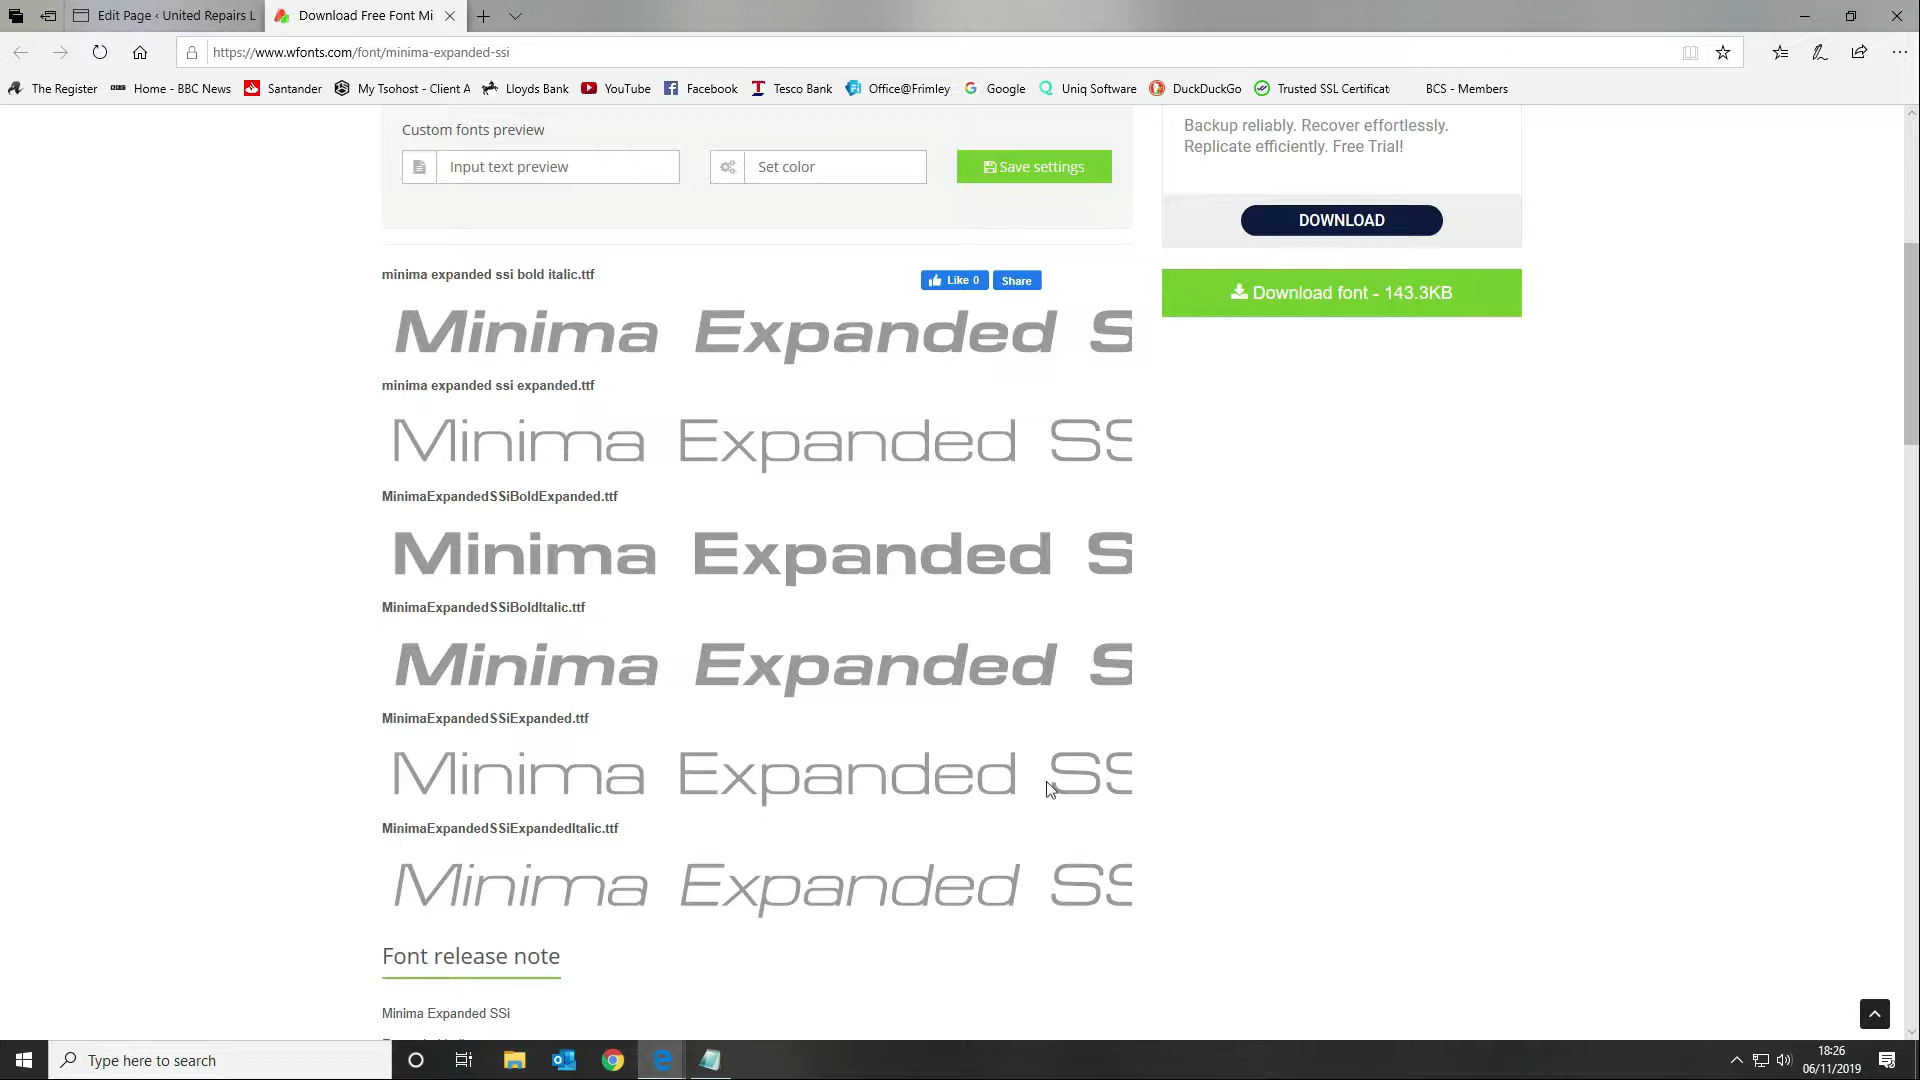 Edit Page ‹ United Repairs L
Download Free Font Mi
https://www.wfonts.com/font/minima-expanded-ssi
The Register
Home - BBC News
Santander
My Tsohost - Client A
Lloyds Bank
YouTube
Facebook
Tesco Bank
Office@Frimley
Google
Uniq Software
DuckDuckGo
Trusted SSL Certificat
BCS - Members
Custom fonts preview
Input text preview
Set color
Save settings
Backup reliably. Recover effortlessly.
Replicate efficiently. Free Trial!
DOWNLOAD
minima expanded ssi bold italic.ttf
Like 0
Share
Download font - 143.3KB
Minima Expanded S
minima expanded ssi expanded.ttf
Minima Expanded SS
MinimaExpandedSSiBoldExpanded.ttf
Minima Expanded S
MinimaExpandedSSiBoldItalic.ttf
Minima Expanded S
MinimaExpandedSSiExpanded.ttf
Minima Expanded SS
MinimaExpandedSSiExpandedItalic.ttf
Minima Expanded SS
Font release note
Minima Expanded SSi
Type here to search
18:26
06/11/2019